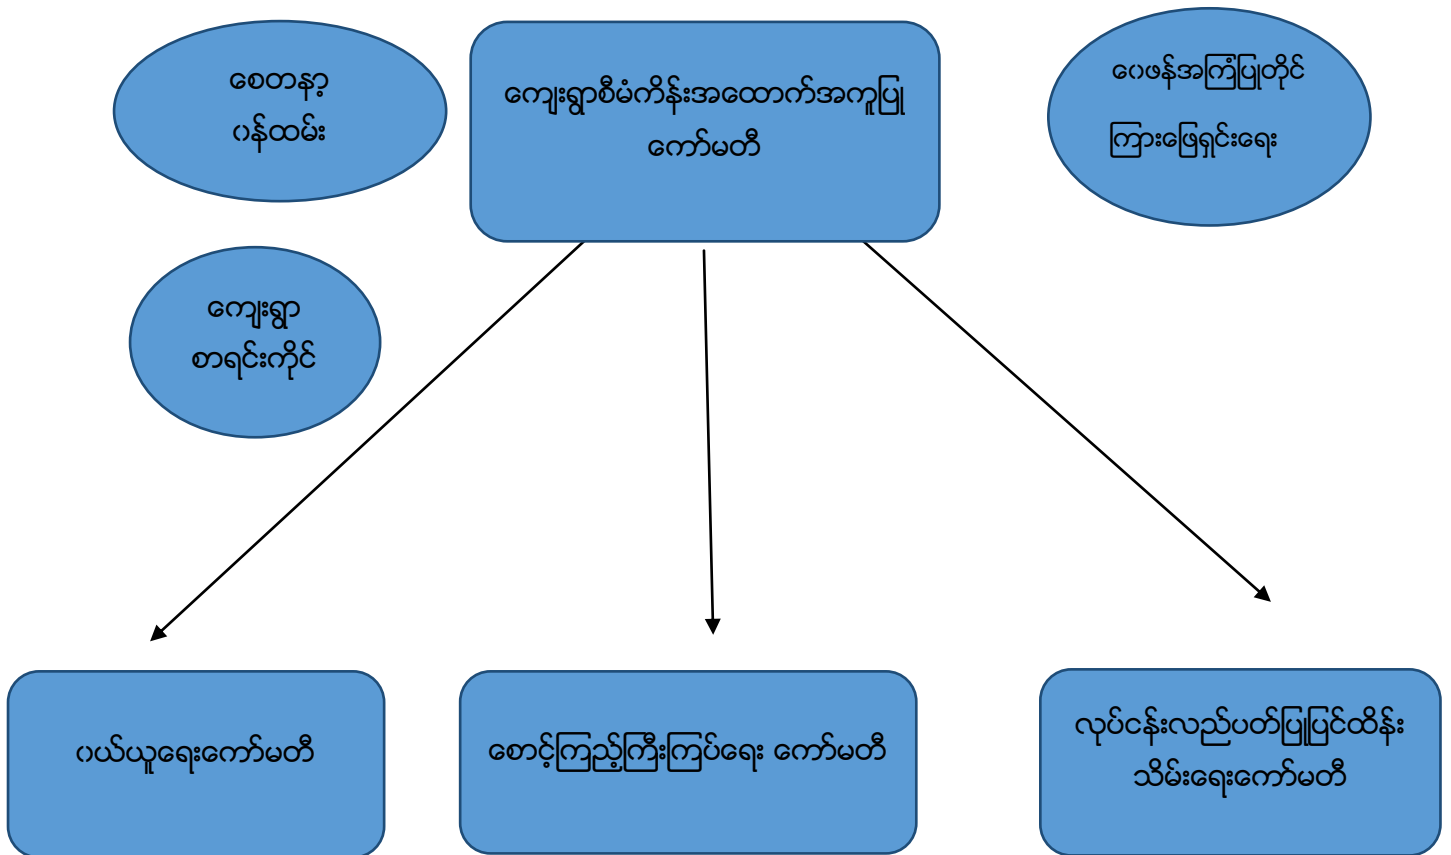 စေတနာ့
ဝန်ထမ်း
ကျေးရွာစီမံကိန်းအထောက်အကူပြု
ကော်မတီ
ဝေဖန်အကြံပြုတိုင်
ကြားဖြေရှင်းရေး
ကျေးရွာ
စာရင်းကိုင်
ဝယ်ယူရေးကော်မတီ
စောင့်ကြည့်ကြီးကြပ်ရေး ကော်မတီ
လုပ်ငန်းလည်ပတ်ပြုပြင်ထိန်း
သိမ်းရေးကော်မတီ